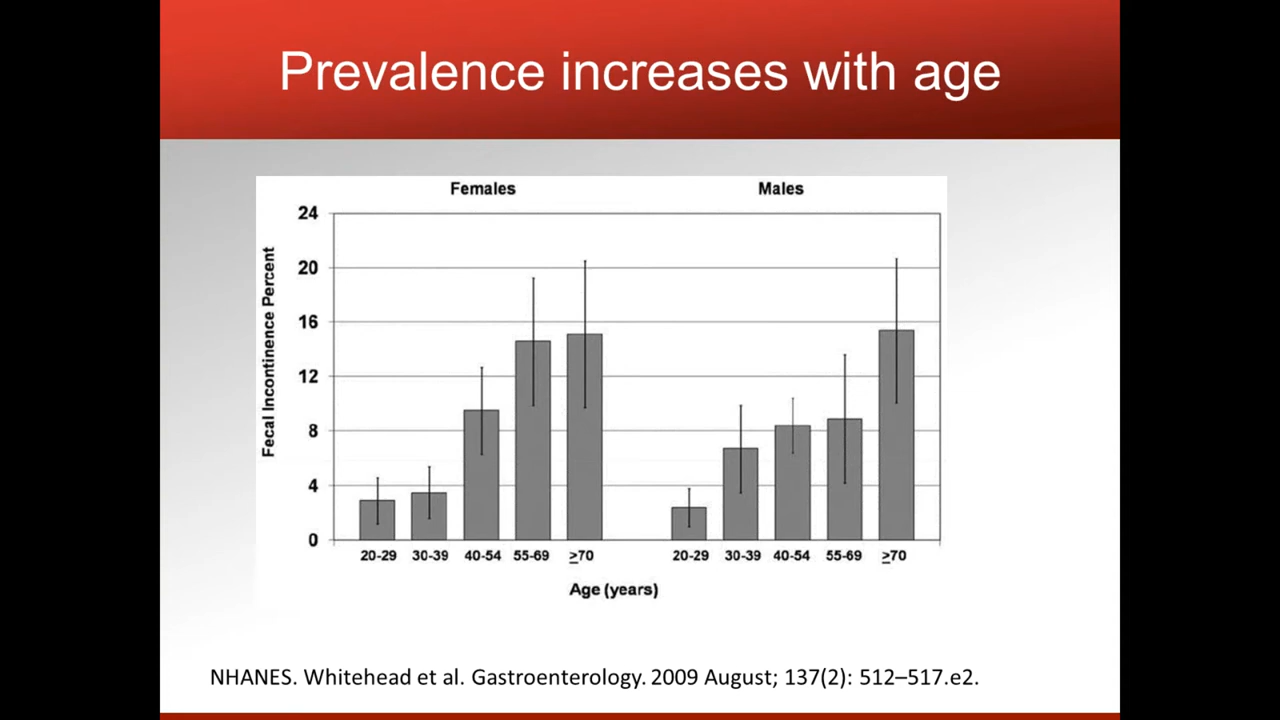 Prevalence increases with age
Females Males
24
20
16
12
8
4
0
Fecal Incontinence Percent
20-29 30-39 40-54 55-69 ≥70 20-29 30-39 40-54 55-69 ≥70
Age (years)
NHANES. Whitehead et al. Gastroenterology. 2009 August; 137(2): 512–517.e2.